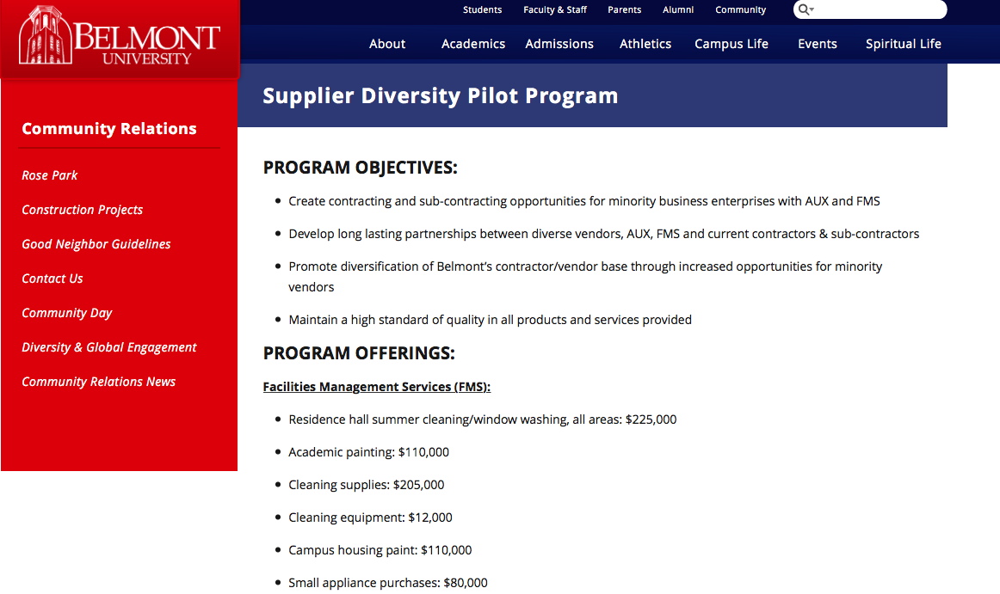 Students Faculty & Staff Parents Alumni Community
BELMONT
UNIVERSITY
About Academics Admissions Athletics Campus Life Events Spiritual Life
Supplier Diversity Pilot Program
Community Relations
Rose Park
Construction Projects
Good Neighbor Guidelines
Contact Us
Community Day
Diversity & Global Engagement
Community Relations News
PROGRAM OBJECTIVES:
• Create contracting and sub-contracting opportunities for minority business enterprises with AUX and FMS
• Develop long lasting partnerships between diverse vendors, AUX, FMS and current contractors & sub-contractors
• Promote diversification of Belmont’s contractor/vendor base through increased opportunities for minority
vendors
• Maintain a high standard of quality in all products and services provided
PROGRAM OFFERINGS:
Facilities Management Services (FMS):
• Residence hall summer cleaning/window washing, all areas: $225,000
• Academic painting: $110,000
• Cleaning supplies: $205,000
• Cleaning equipment: $12,000
• Campus housing paint: $110,000
• Small appliance purchases: $80,000